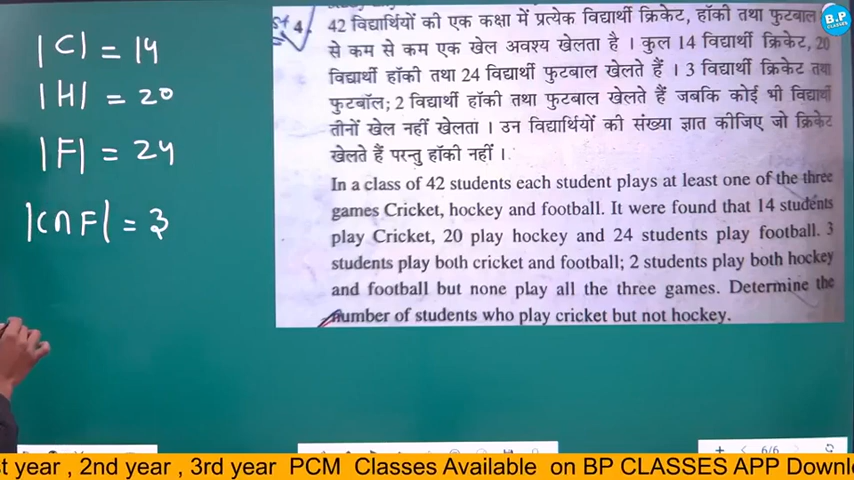 |C| = 14
|H| = 20
|F| = 24
|C∩F| = 3
4. 42 विद्यार्थियों की एक कक्षा में प्रत्येक विद्यार्थी क्रिकेट, हॉकी तथा फुटबाल
से कम से कम एक खेल अवश्य खेलता है । कुल 14 विद्यार्थी क्रिकेट, 20
विद्यार्थी हॉकी तथा 24 विद्यार्थी फुटबाल खेलते हैं । 3 विद्यार्थी क्रिकेट तथा
फुटबॉल; 2 विद्यार्थी हॉकी तथा फुटबाल खेलते हैं जबकि कोई भी विद्यार्थी
तीनों खेल नहीं खेलता । उन विद्यार्थियों की संख्या ज्ञात कीजिए जो क्रिकेट
खेलते हैं परन्तु हॉकी नहीं ।
In a class of 42 students each student plays at least one of the three
games Cricket, hockey and football. It were found that 14 students
play Cricket, 20 play hockey and 24 students play football. 3
students play both cricket and football; 2 students play both hockey
and football but none play all the three games. Determine the
number of students who play cricket but not hockey.
B.P
CLASSES
6/6
st year , 2nd year , 3rd year PCM Classes Available on BP CLASSES APP Downl